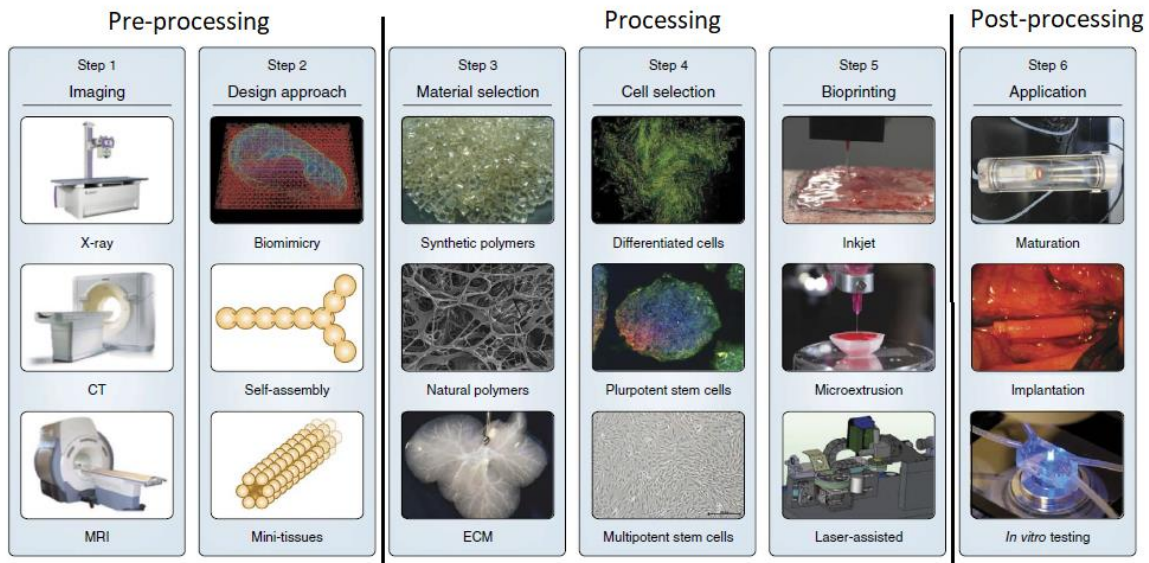 Pre-processing
Processing
Post-processing
Step 1
Imaging
X-ray
CT
MRI
Step 2
Design approach
Biomimicry
Self-assembly
Mini-tissues
Step 3
Material selection
Synthetic polymers
Natural polymers
ECM
Step 4
Cell selection
Differentiated cells
Plurpotent stem cells
Multipotent stem cells
Step 5
Bioprinting
Inkjet
Microextrusion
Laser-assisted
Step 6
Application
Maturation
Implantation
In vitro testing